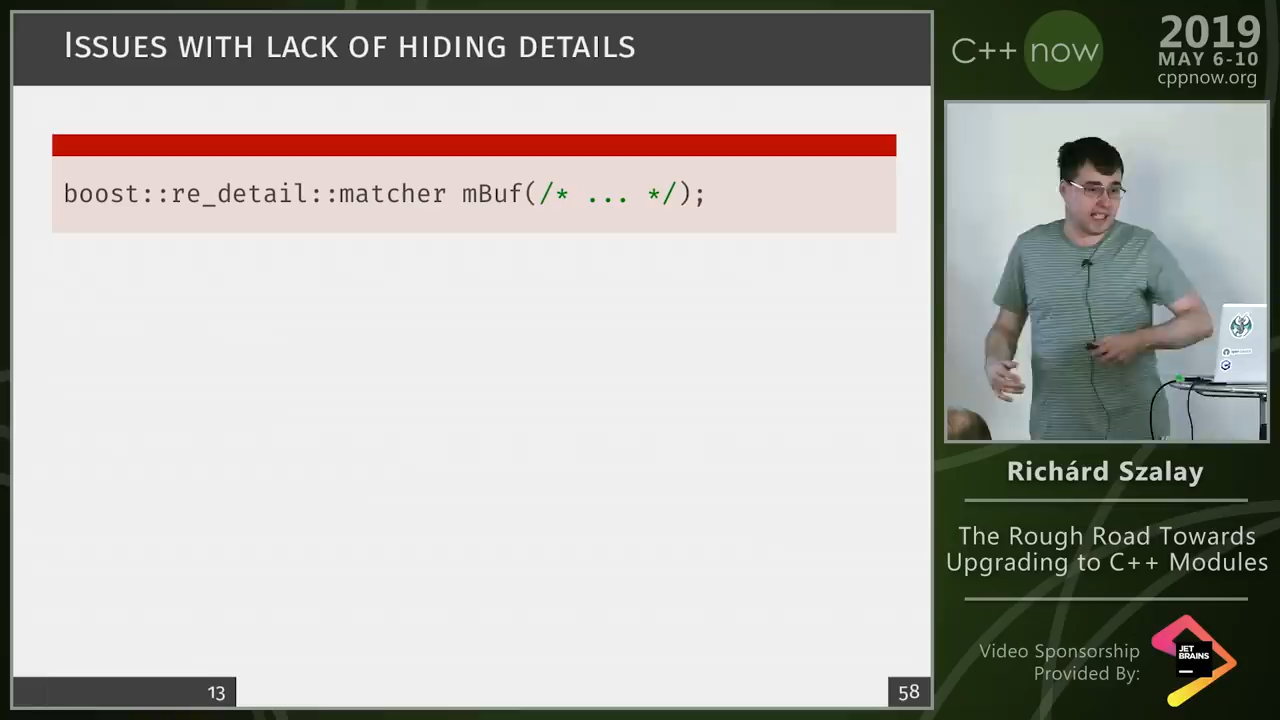 ISSUES WITH LACK OF HIDING DETAILS
boost::re_detail::matcher mBuf(/* ... */);
13
58
C++ now
2019
MAY 6-10
cppnow.org
Richárd Szalay
The Rough Road Towards
Upgrading to C++ Modules
Video Sponsorship
Provided By:
JET
BRAINS